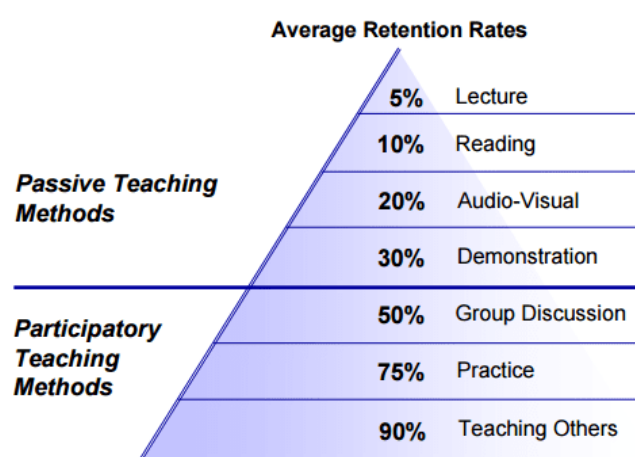 Average Retention Rates
5% Lecture
10% Reading
Passive Teaching
Methods
20% Audio-Visual
30% Demonstration
Participatory
Teaching
Methods
50% Group Discussion
75% Practice
90% Teaching Others